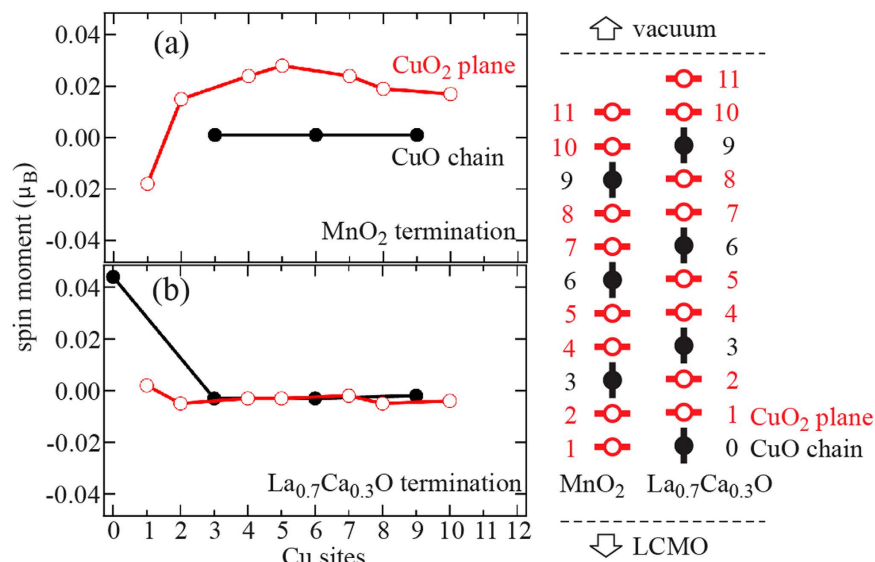 (a)
0.04
0.02
0.00
-0.02
-0.04
CuO2 plane
CuO chain
MnO2 termination
spin moment (μB)
(b)
0.04
0.02
0.00
-0.02
-0.04
La0.7Ca0.3O termination
0 1 2 3 4 5 6 7 8 9 10 11 12
Cu sites
vacuum
11
11 10
10 9
9 8
8 7
7 6
6 5
5 4
4 3
3 2
2 1 CuO2 plane
1 0 CuO chain
MnO2 La0.7Ca0.3O
LCMO